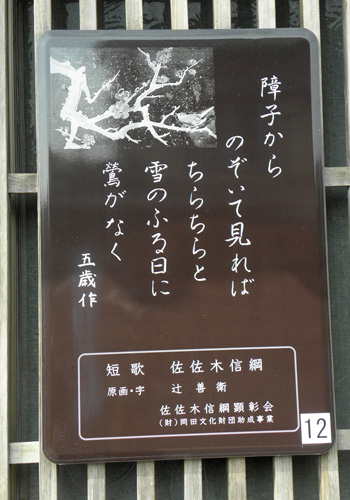 障子から
のぞいて見れば
ちらちらと
雪のふる日に
鶯がなく
五歳作
短歌 佐佐木信綱
原画・字 辻善衛
佐佐木信綱顕彰会
(財)岡田文化財団助成事業
12